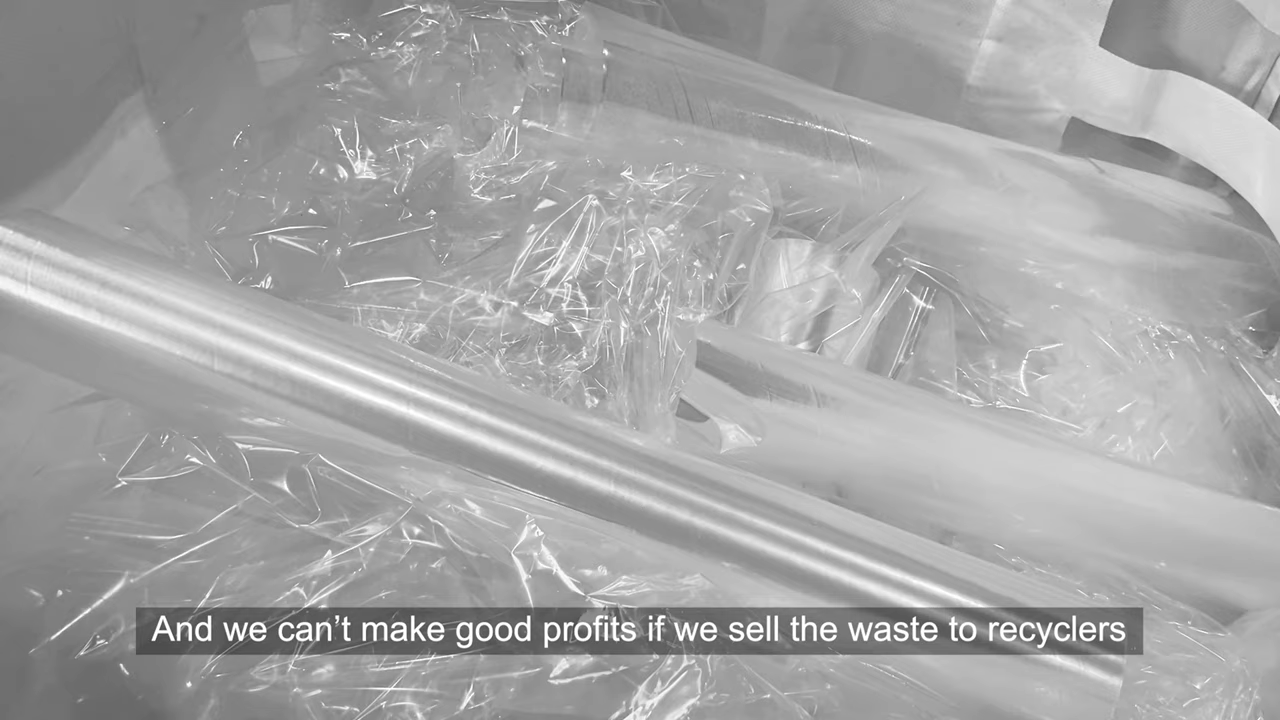 And we can’t make good profits if we sell the waste to recyclers